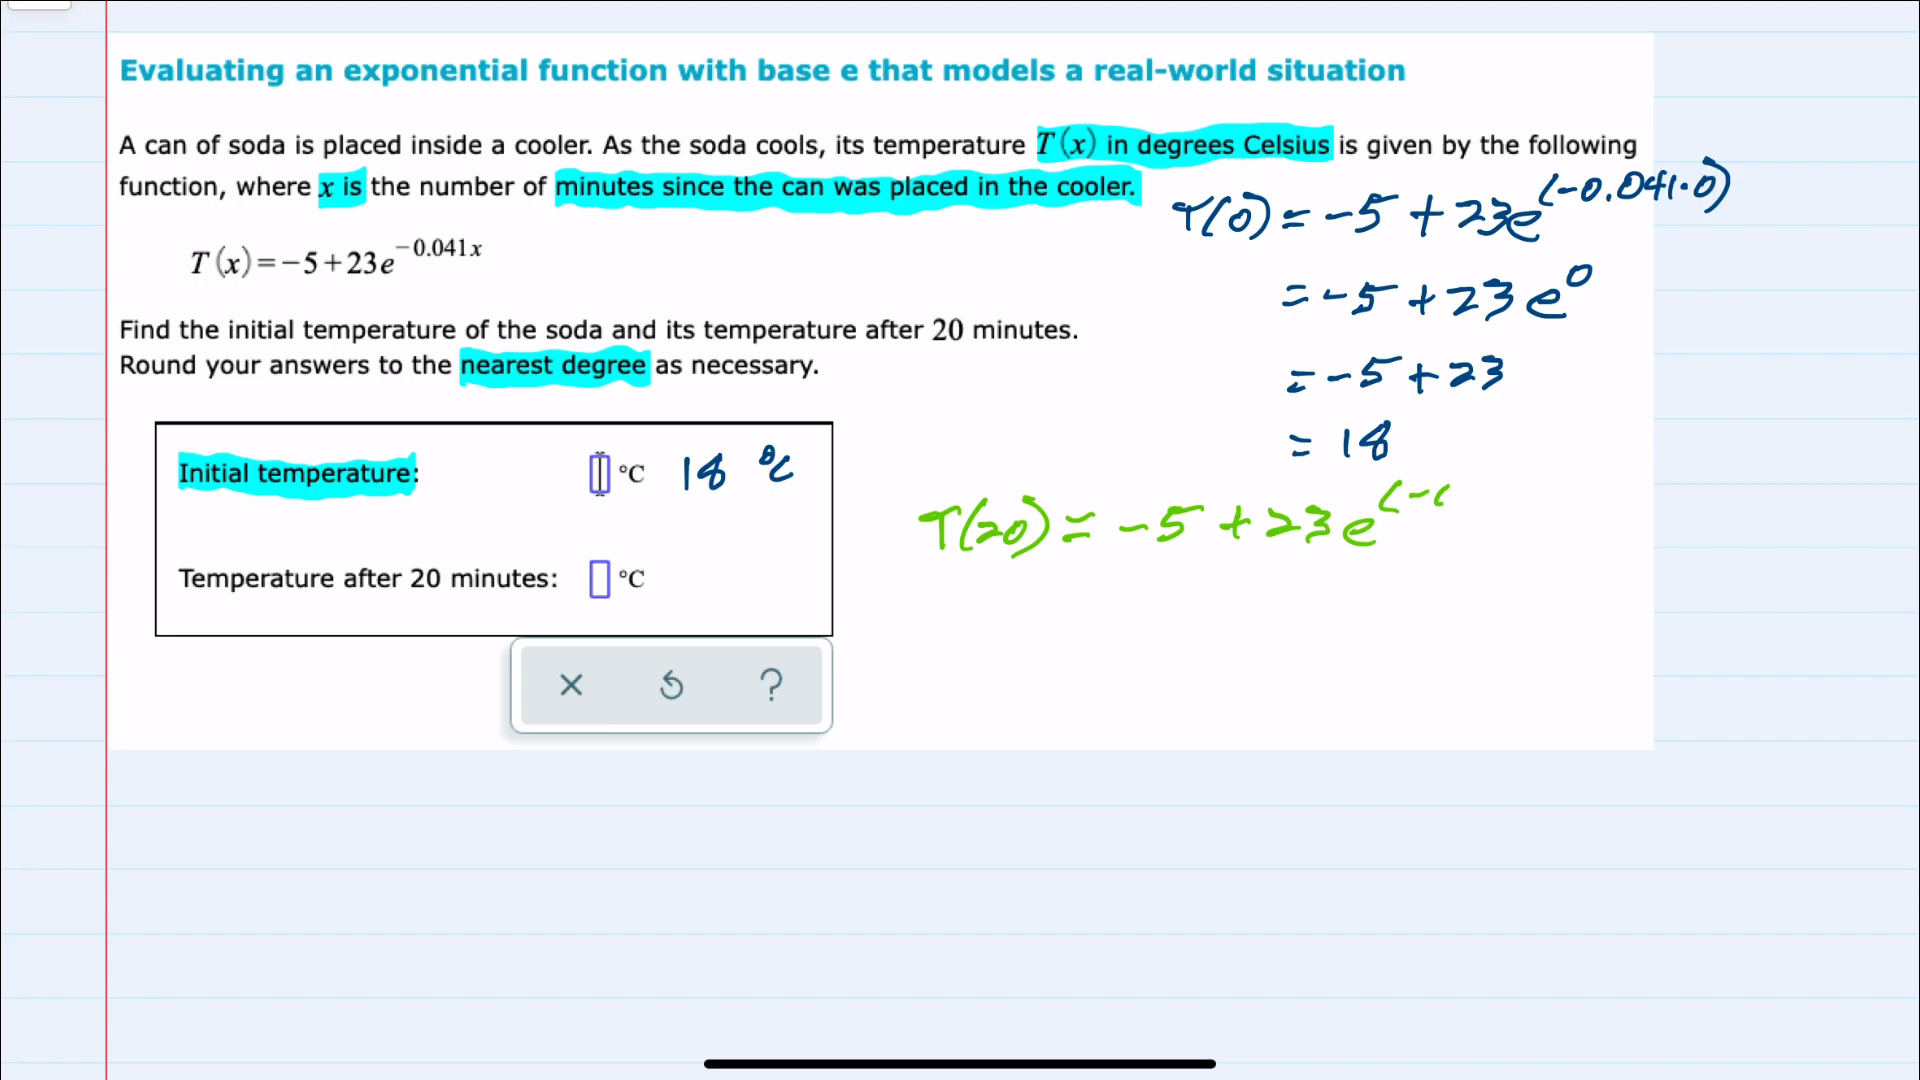 Evaluating an exponential function with base e that models a real-world situation
A can of soda is placed inside a cooler. As the soda cools, its temperature T(x) in degrees Celsius is given by the following
function, where x is the number of minutes since the can was placed in the cooler.
T(0) = -5 + 23e^(-0.041·0)
T(x)=−5+23e^−0.041x
= -5 + 23e^0
Find the initial temperature of the soda and its temperature after 20 minutes.
Round your answers to the nearest degree as necessary.
= -5 + 23
= 18
Initial temperature: °C 18 °C
T(20) = -5 + 23e^(-0
Temperature after 20 minutes: °C
?